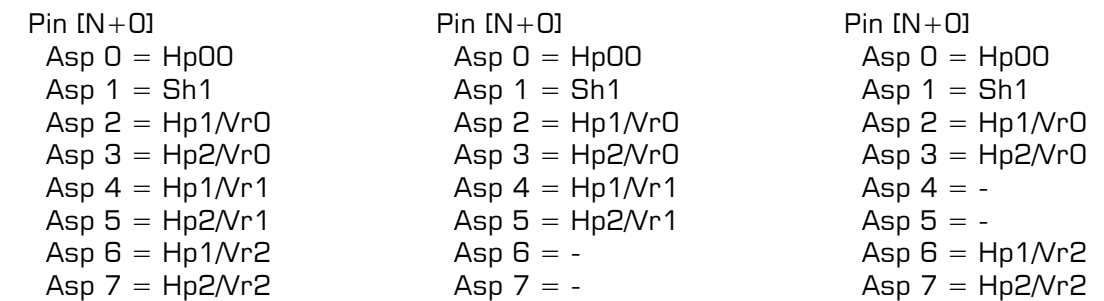 Pin [N+0]
Asp 0 = Hp00
Asp 1 = Sh1
Asp 2 = Hp1/Vr0
Asp 3 = Hp2/Vr0
Asp 4 = Hp1/Vr1
Asp 5 = Hp2/Vr1
Asp 6 = Hp1/Vr2
Asp 7 = Hp2/Vr2
Pin [N+0]
Asp 0 = Hp00
Asp 1 = Sh1
Asp 2 = Hp1/Vr0
Asp 3 = Hp2/Vr0
Asp 4 = Hp1/Vr1
Asp 5 = Hp2/Vr1
Asp 6 = -
Asp 7 = -
Pin [N+0]
Asp 0 = Hp00
Asp 1 = Sh1
Asp 2 = Hp1/Vr0
Asp 3 = Hp2/Vr0
Asp 4 = -
Asp 5 = -
Asp 6 = Hp1/Vr2
Asp 7 = Hp2/Vr2